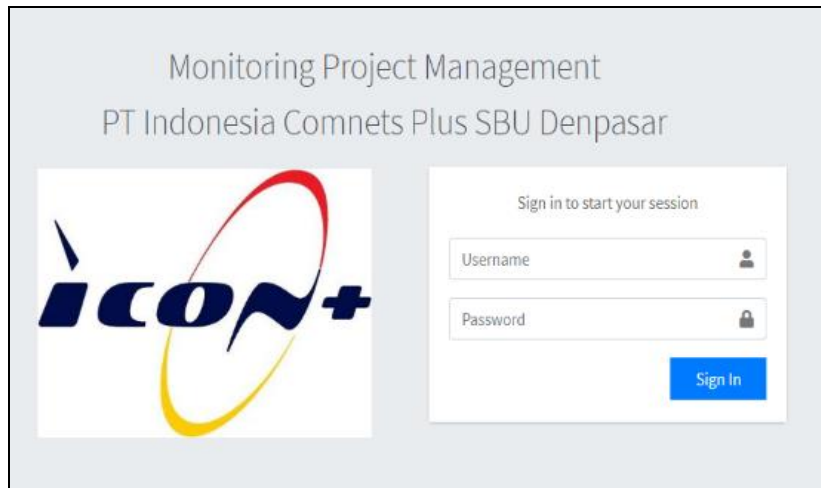 Monitoring Project Management
PT Indonesia Comnets Plus SBU Denpasar
icon+
Sign in to start your session
Username
Password
Sign In